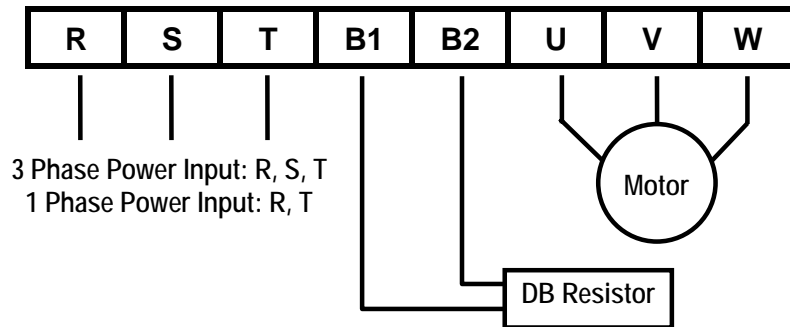 R S T B1 B2 U V W
3 Phase Power Input: R, S, T
1 Phase Power Input: R, T
Motor
DB Resistor